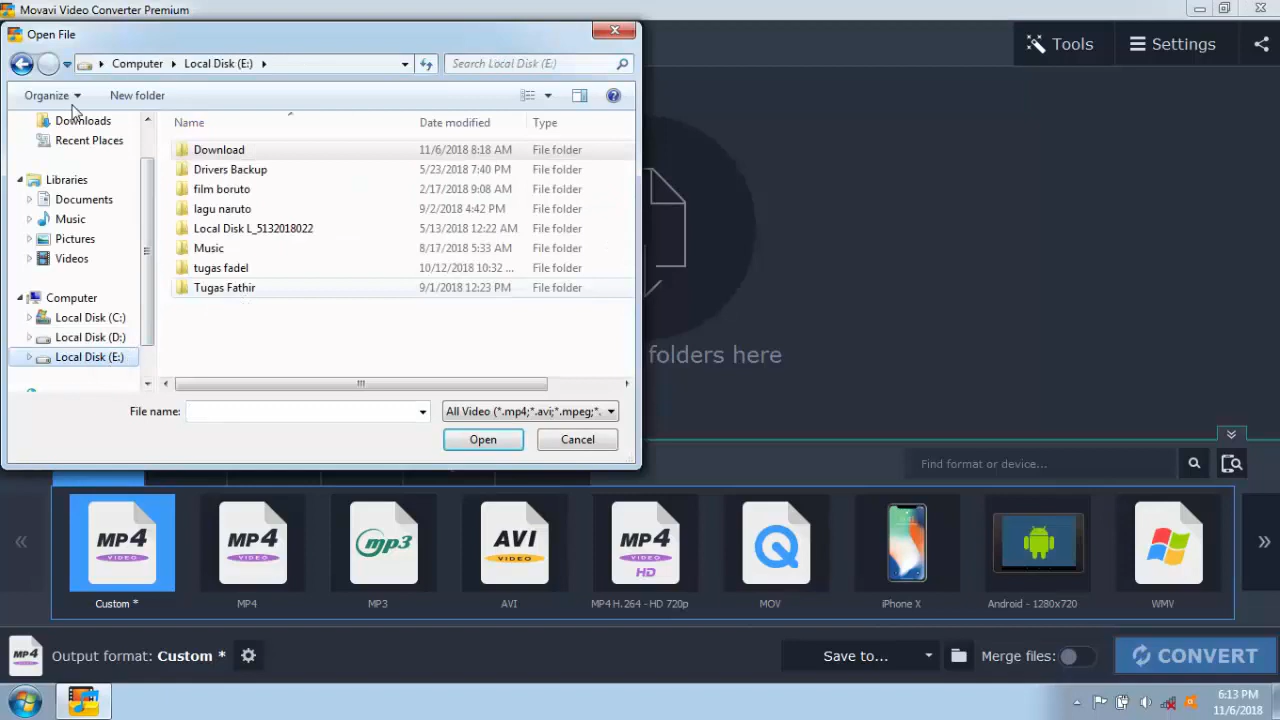 Movavi Video Converter Premium
Open File
Computer Local Disk (E:) Search Local Disk (E:)
Tools Settings
Organize New folder
Downloads
Recent Places
Libraries
Documents
Music
Pictures
Videos
Computer
Local Disk (C:)
Local Disk (D:)
Local Disk (E:)
Name Date modified Type
Download 11/6/2018 8:18 AM File folder
Drivers Backup 5/23/2018 7:40 PM File folder
film boruto 2/17/2018 9:08 AM File folder
lagu naruto 9/2/2018 4:42 PM File folder
Local Disk L_5132018022 5/13/2018 12:22 AM File folder
Music 8/17/2018 5:33 AM File folder
tugas fadel 10/12/2018 10:32 ... File folder
Tugas Fathir 9/1/2018 12:23 PM File folder
folders here
File name: All Video (*.mp4;*.avi;*.mpeg;*.
Open Cancel
Find format or device...
MP4 VIDEO
Custom *
MP4 VIDEO
MP4
mp3
MP3
AVI VIDEO
AVI
MP4 VIDEO HD
MP4 H.264 - HD 720p
MOV
iPhone X
Android - 1280x720
WMV
MP4
Output format: Custom *
Save to...
Merge files:
CONVERT
6:13 PM
11/6/2018